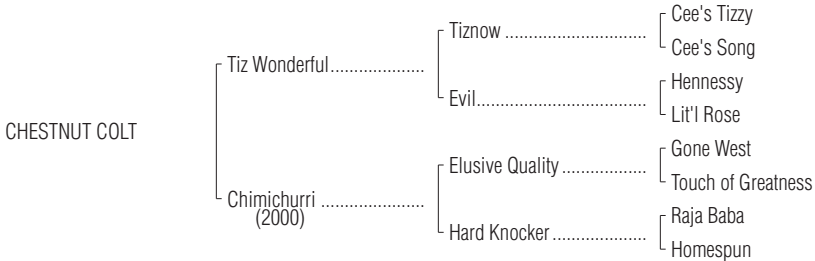 Cee's Tizzy
Tiznow ..............................
Cee's Song
Tiz Wonderful....................
Hennessy
Evil....................................
Lit'l Rose
CHESTNUT COLT
Gone West
Elusive Quality ..................
Touch of Greatness
Chimichurri ......................
(2000)
Raja Baba
Hard Knocker ....................
Homespun